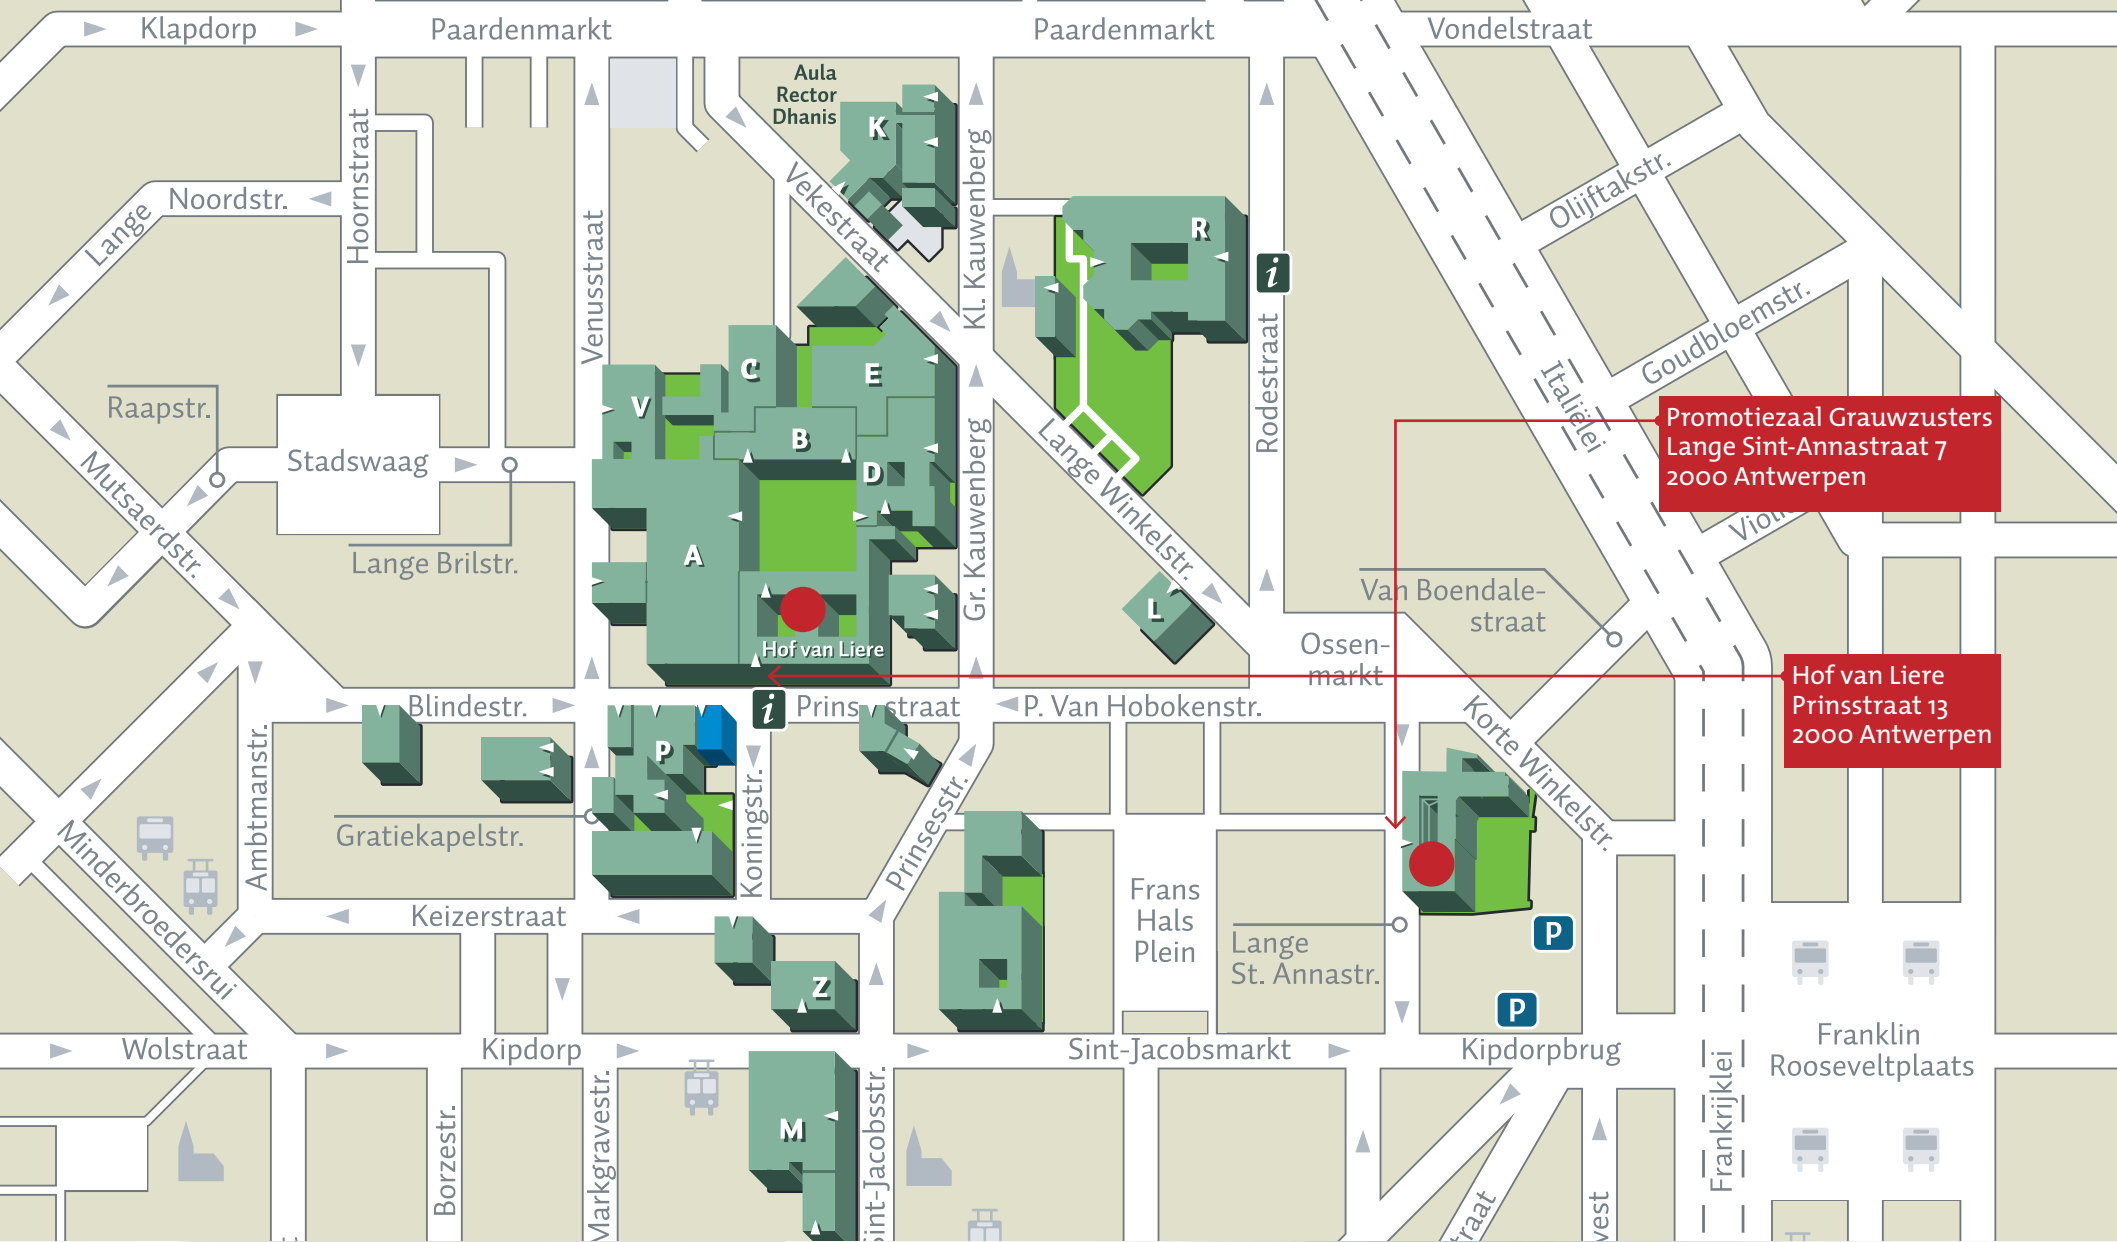 Klapdorp
Paardenmarkt
Paardenmarkt
Vondelstraat
Aula
Rector
Dhanis
K
Hoornstraat
Noordstr.
Lange
Venusstraat
Vekestraat
Kl. Kauwenberg
R
i
Olijftakstr.
Goudbloemstr.
Italiëlei
Rodestraat
Raapstr.
Stadswaag
Lange Brilstr.
Mutsaerdstr.
V
C
E
B
D
A
Hof van Liere
Gr. Kauwenberg
Lange Winkelstr.
L
Promotiezaal Grauwzusters
Lange Sint-Annastraat 7
2000 Antwerpen
Van Boendale-
straat
Ossen-
markt
Hof van Liere
Prinsstraat 13
2000 Antwerpen
Blindestr.
i
Prinsstraat
P. Van Hobokenstr.
Korte Winkelstr.
P
Ambtmanstr.
Gratiekapelstr.
Koningstr.
Prinsesstr.
Minderbroedersrui
Keizerstraat
Frans
Hals
Plein
Lange
St. Annastr.
P
P
Z
Wolstraat
Kipdorp
Sint-Jacobsmarkt
Kipdorpbrug
Franklin
Rooseveltplaats
Frankrijklei
Borzestr.
Markgravestr.
M
Sint-Jacobsstr.
traat
vest